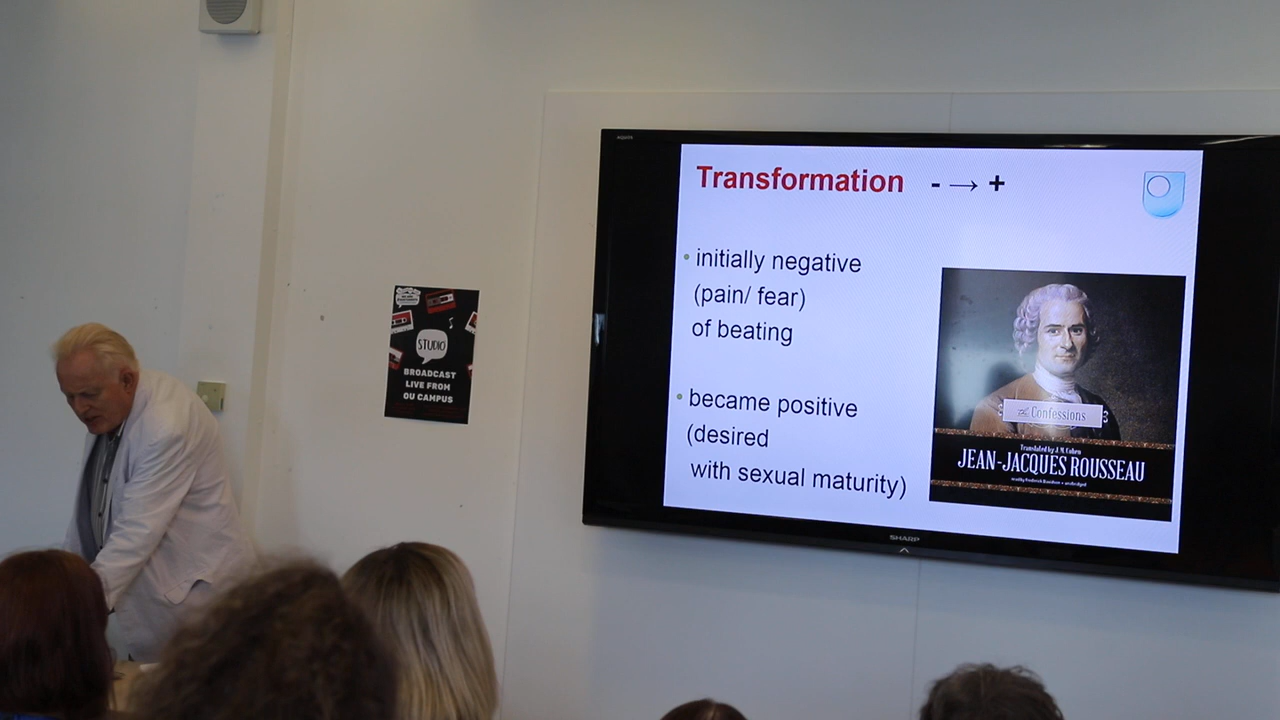 Transformation - → +
• initially negative
(pain/ fear)
of beating
• became positive
(desired
with sexual maturity)
the Confessions
Translated by J.M. Cohen
JEAN-JACQUES ROUSSEAU
SHARP
STUDIO
BROADCAST
LIVE FROM
OU CAMPUS